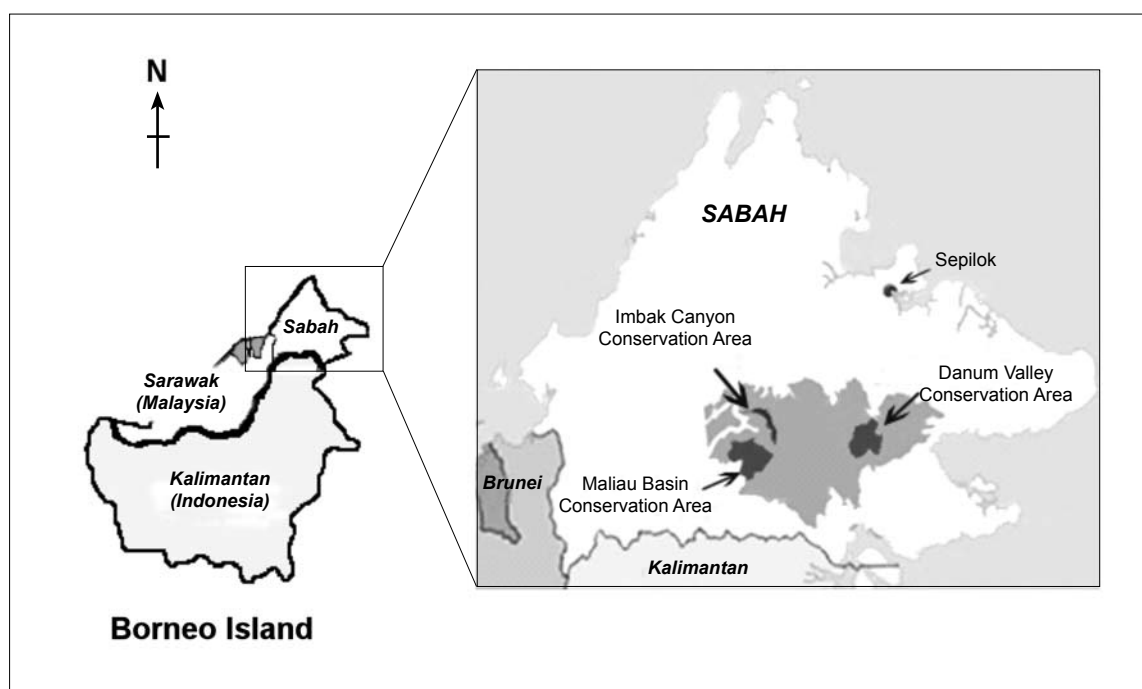 N
Sabah
Sarawak
(Malaysia)
Kalimantan
(Indonesia)
Borneo Island
SABAH
Sepilok
Imbak Canyon
Conservation Area
Danum Valley
Conservation Area
Brunei
Maliau Basin
Conservation Area
Kalimantan